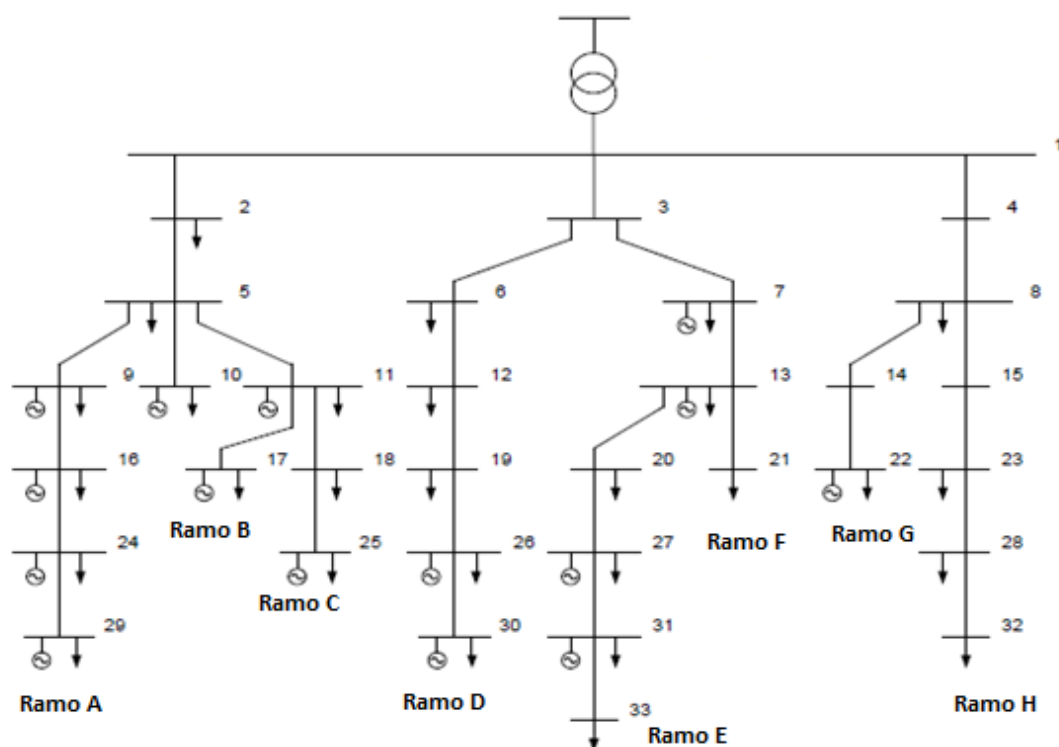 1
2 3 4
5 6 7 8
9 10 11 12 13 14 15
16 17 18 19 20 21 22 23
Ramo B Ramo F Ramo G
24 25 26 27 28
Ramo C
29 30 31 32
Ramo A Ramo D Ramo H
33 Ramo E